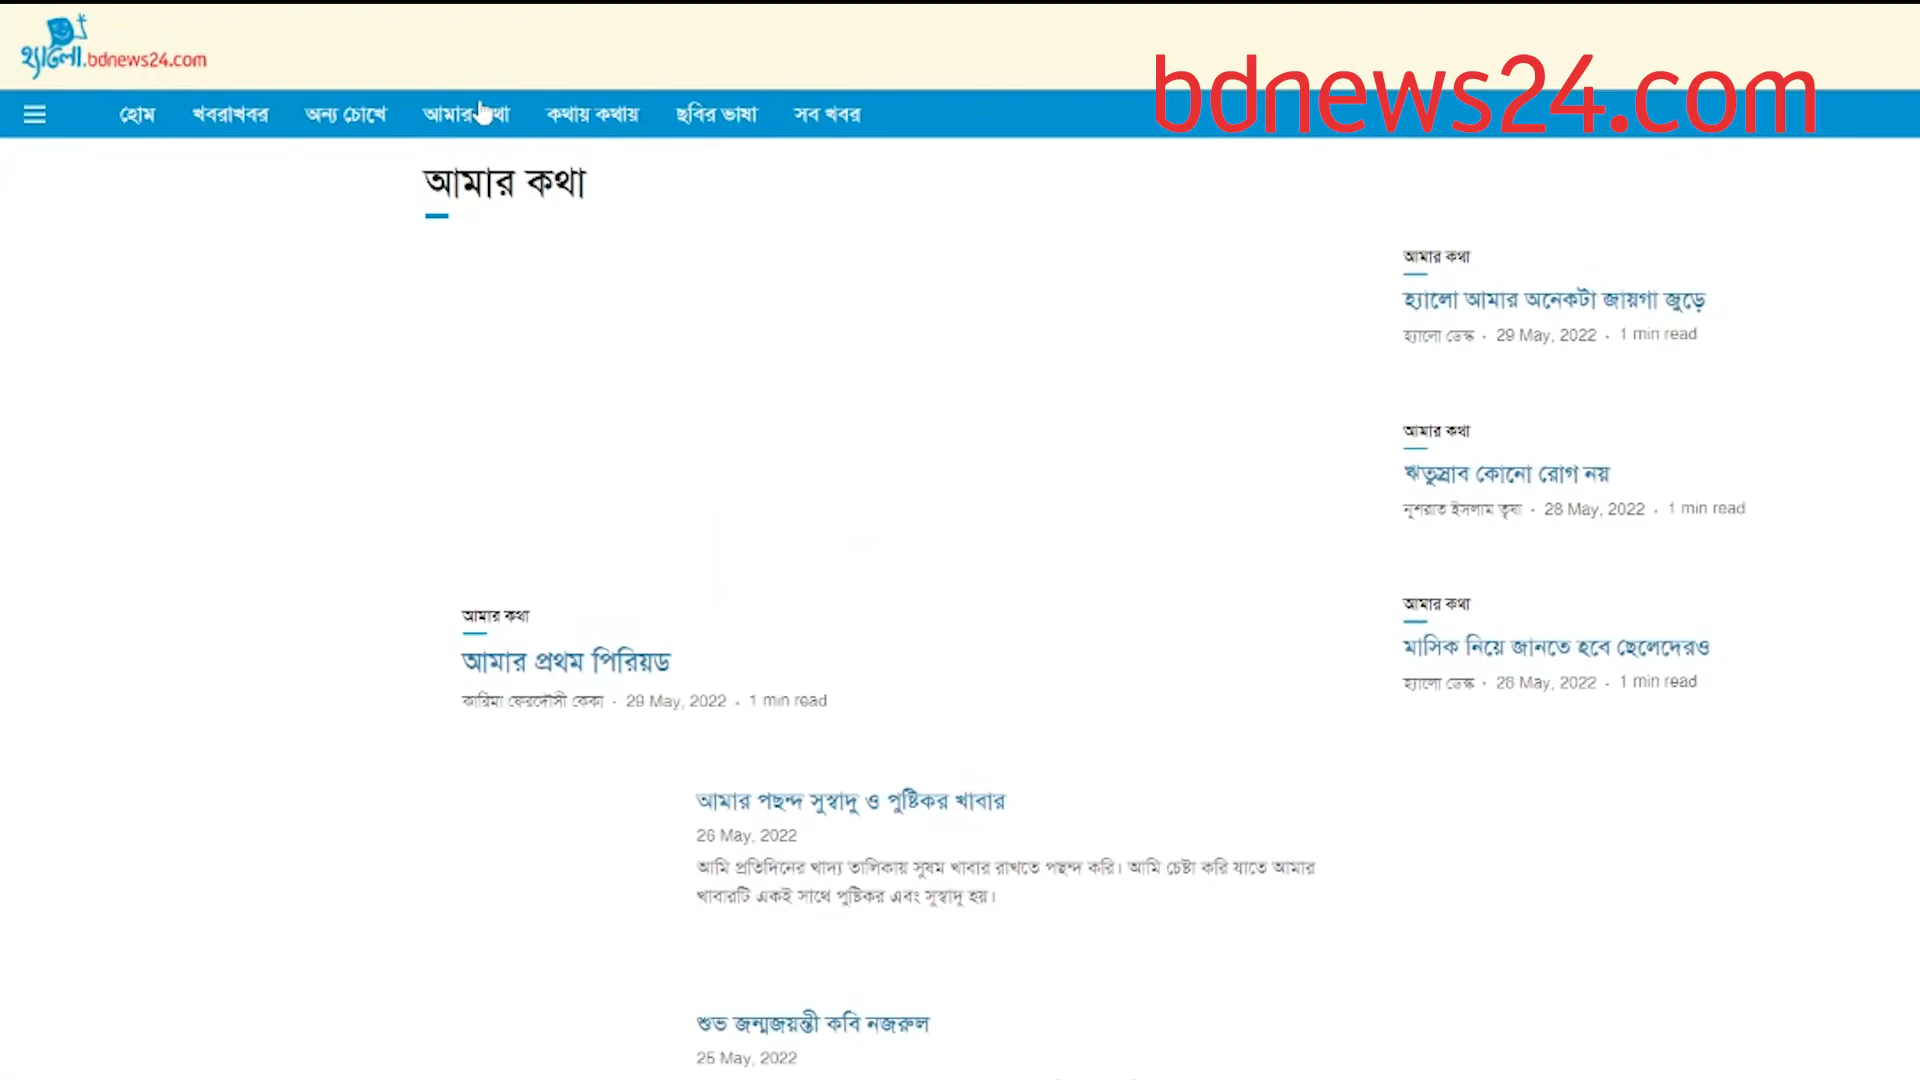 হ্যালো.bdnews24.com
bdnews24.com
হোম খবরাখবর অন্য চোখে আমার কথায় কথায় ছবির ভাষা সব খবর
আমার কথা
আমার কথা
হ্যালো আমার অনেকটা জায়গা জুড়ে
হ্যালো ডেস্ক · 29 May, 2022 · 1 min read
আমার কথা
ঋতুস্রাব কোনো রোগ নয়
নুশরাত ইসলাম তৃষা · 28 May, 2022 · 1 min read
আমার কথা
মাসিক নিয়ে জানতে হবে ছেলেদেরও
হ্যালো ডেস্ক · 28 May, 2022 · 1 min read
আমার কথা
আমার প্রথম পিরিয়ড
কারিমা ফেরদৌসী কেকা · 29 May, 2022 · 1 min read
আমার পছন্দ সুস্বাদু ও পুষ্টিকর খাবার
26 May, 2022
আমি প্রতিদিনের খাদ্য তালিকায় সুষম খাবার রাখতে পছন্দ করি। আমি চেষ্টা করি যাতে আমার
খাবারটি একই সাথে পুষ্টিকর এবং সুস্বাদু হয়।
শুভ জন্মজয়ন্তী কবি নজরুল
25 May, 2022